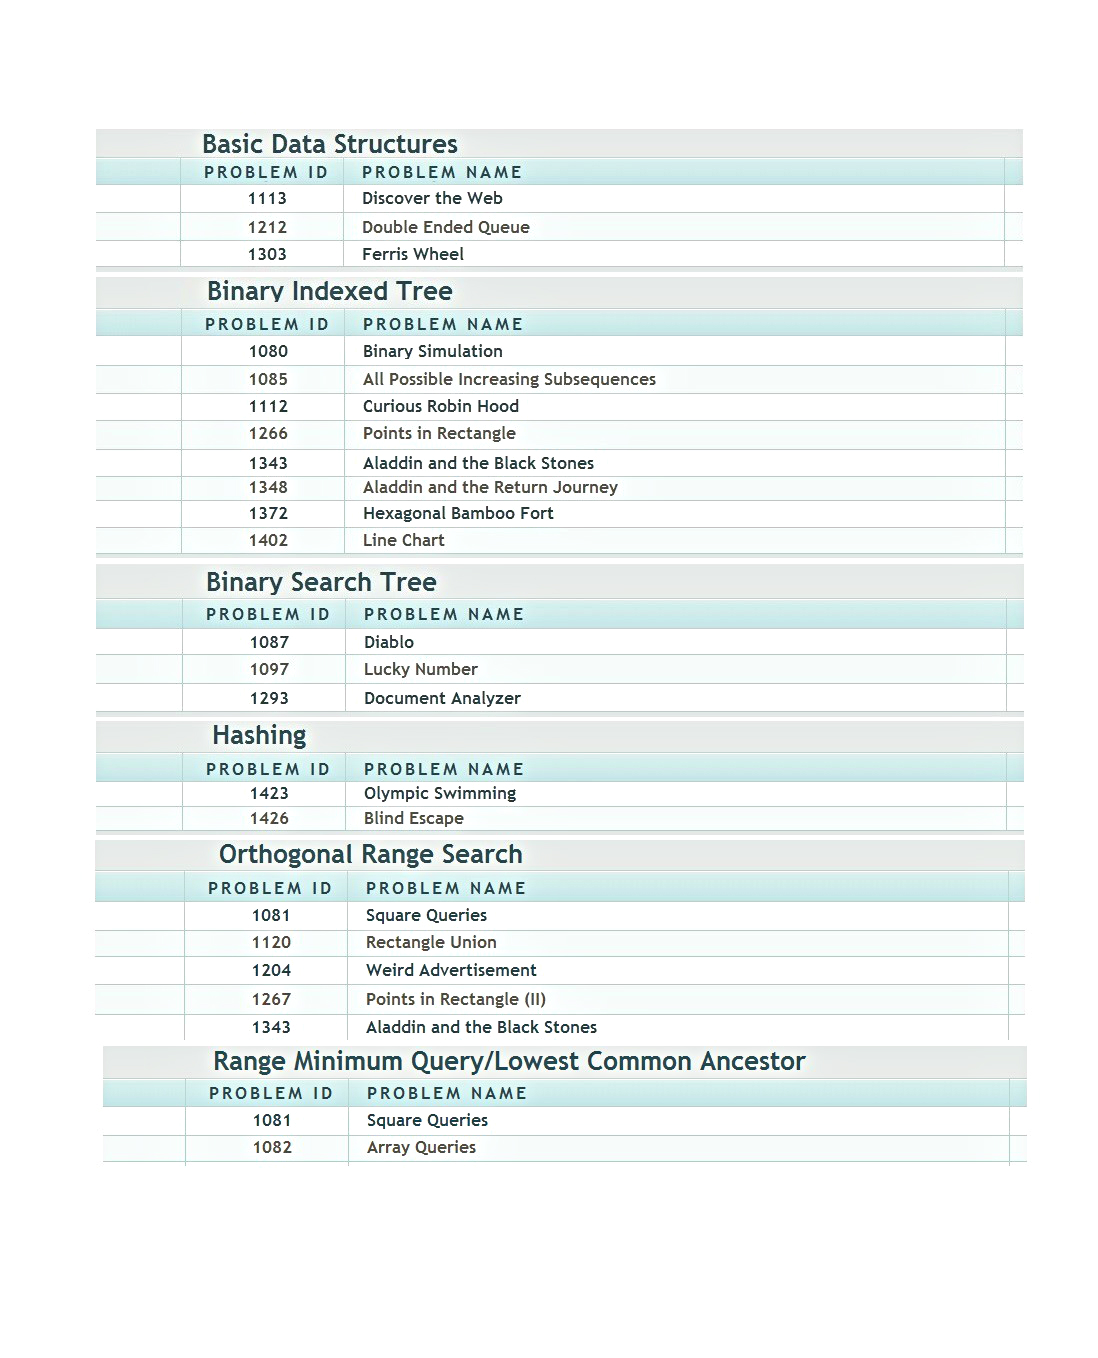 Basic Data Structures
PROBLEM ID PROBLEM NAME
1113 Discover the Web
1212 Double Ended Queue
1303 Ferris Wheel
Binary Indexed Tree
PROBLEM ID PROBLEM NAME
1080 Binary Simulation
1085 All Possible Increasing Subsequences
1112 Curious Robin Hood
1266 Points in Rectangle
1343 Aladdin and the Black Stones
1348 Aladdin and the Return Journey
1372 Hexagonal Bamboo Fort
1402 Line Chart
Binary Search Tree
PROBLEM ID PROBLEM NAME
1087 Diablo
1097 Lucky Number
1293 Document Analyzer
Hashing
PROBLEM ID PROBLEM NAME
1423 Olympic Swimming
1426 Blind Escape
Orthogonal Range Search
PROBLEM ID PROBLEM NAME
1081 Square Queries
1120 Rectangle Union
1204 Weird Advertisement
1267 Points in Rectangle (II)
1343 Aladdin and the Black Stones
Range Minimum Query/Lowest Common Ancestor
PROBLEM ID PROBLEM NAME
1081 Square Queries
1082 Array Queries